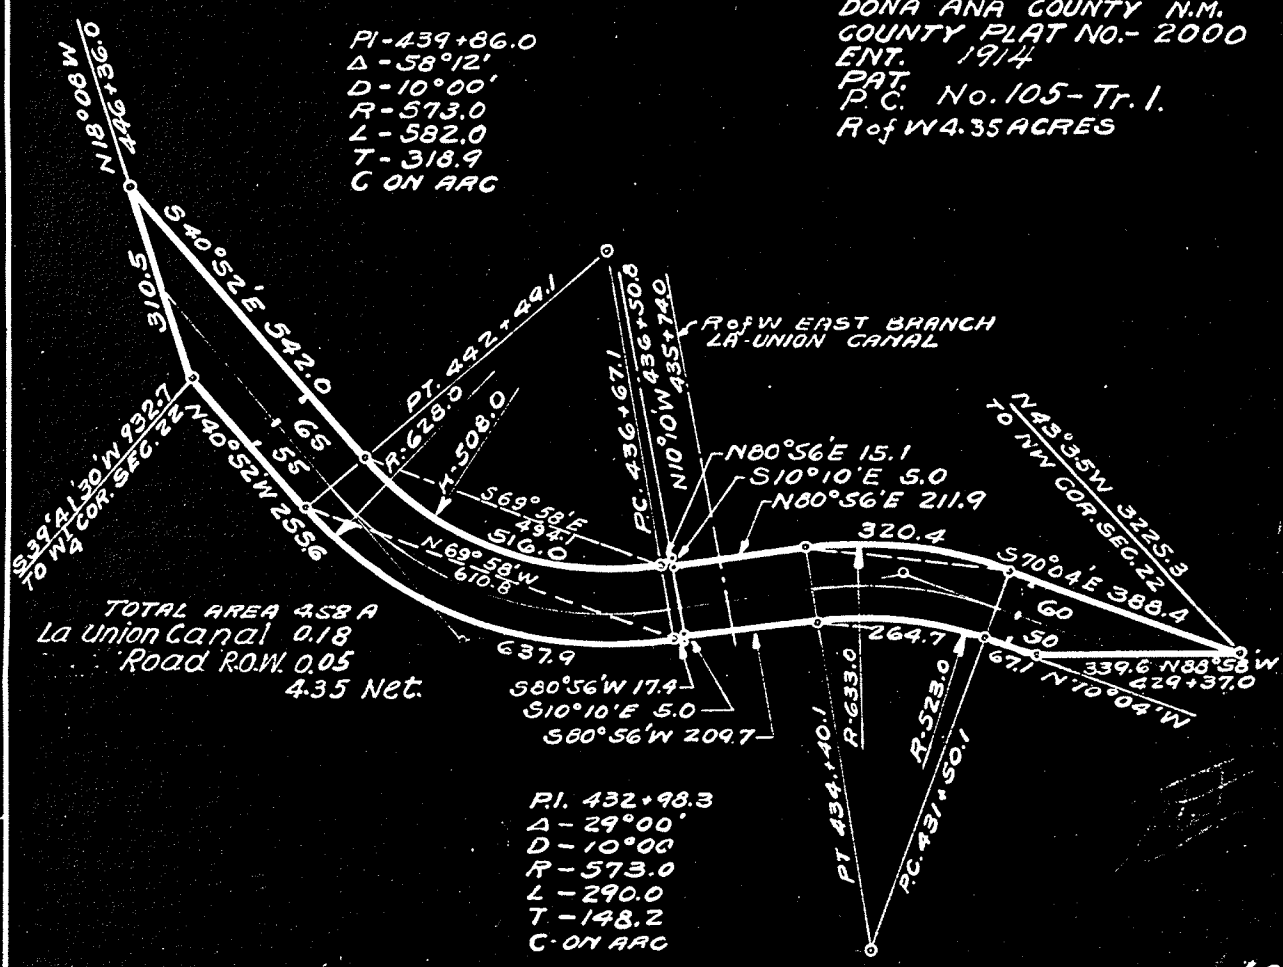 DONA ANA COUNTY N.M.
COUNTY PLAT NO.- 2000
ENT. 1914
PAT.
P.C. No. 105-Tr. 1.
R of W 4.35 ACRES
PI-439+86.0
Δ-58°12'
D-10°00'
R-573.0
L-582.0
T-318.9
C ON ARC
N18°08'W
446+36.0
S40°52'E 542.0
310.5
PT. 442+49.1
R-628.0
R-508.0
P.C. 436+67.1
436+50.8
N10°10'W
435+74.0
R of W EAST BRANCH
LA-UNION CANAL
65
55
N40°52'W 255.6
S39°41'30"W 932.7
TO W¼ COR. SEC. 22
S69°58'E
494.1
516.0
N69°58'W
610.8
637.9
N80°56'E 15.1
S10°10'E 5.0
N80°56'E 211.9
320.4
N43°35'W 3225.3
TO NW COR. SEC. 22
S70°04'E 388.4
60
50
264.7
67.1 N70°04'W
339.6 N88°58'W
429+37.0
TOTAL AREA 4.58 A
La Union Canal 0.18
Road R.O.W. 0.05
4.35 Net.
S80°56'W 17.4
S10°10'E 5.0
S80°56'W 209.7
R-633.0
R-523.0
PT 434+40.1
P.C. 431+50.1
P.I. 432+98.3
Δ-29°00'
D-10°00
R-573.0
L-290.0
T-148.2
C-ON ARC